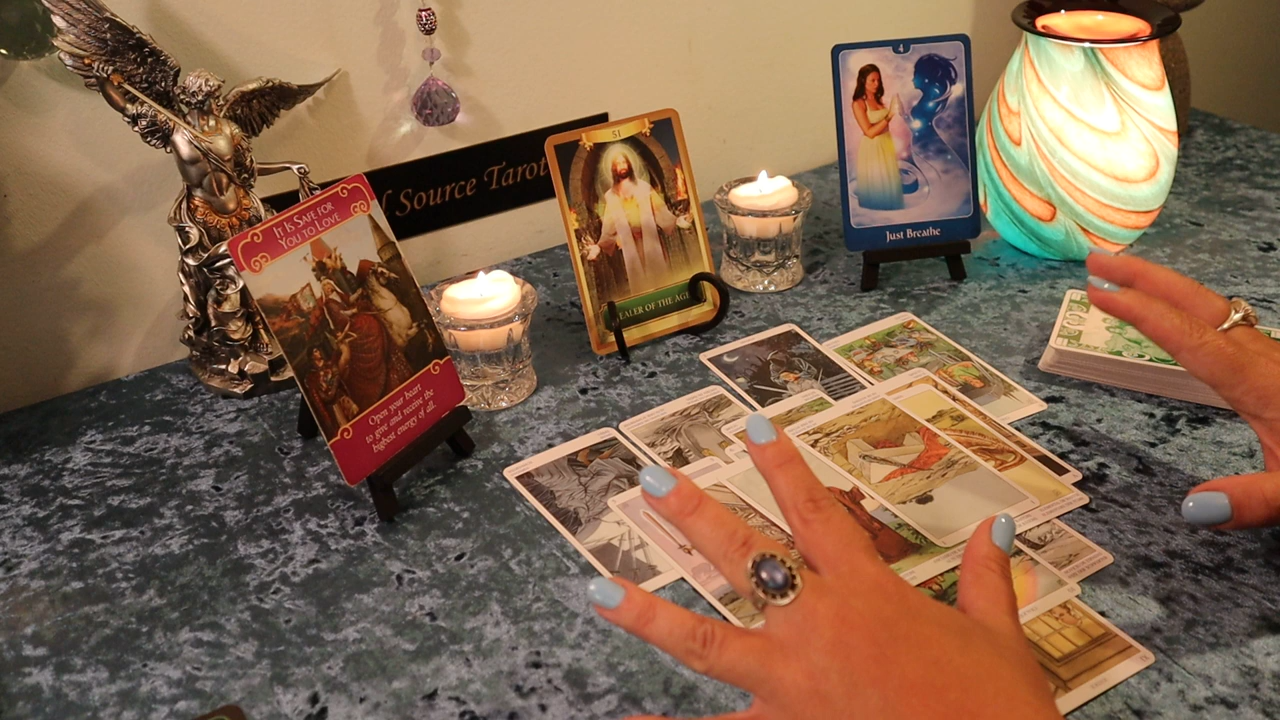 It Is Safe for
You to Love
Open your heart
to give and receive the
highest energy of all.
Source Tarot
51
HEALER OF THE AGES
4
Just Breathe